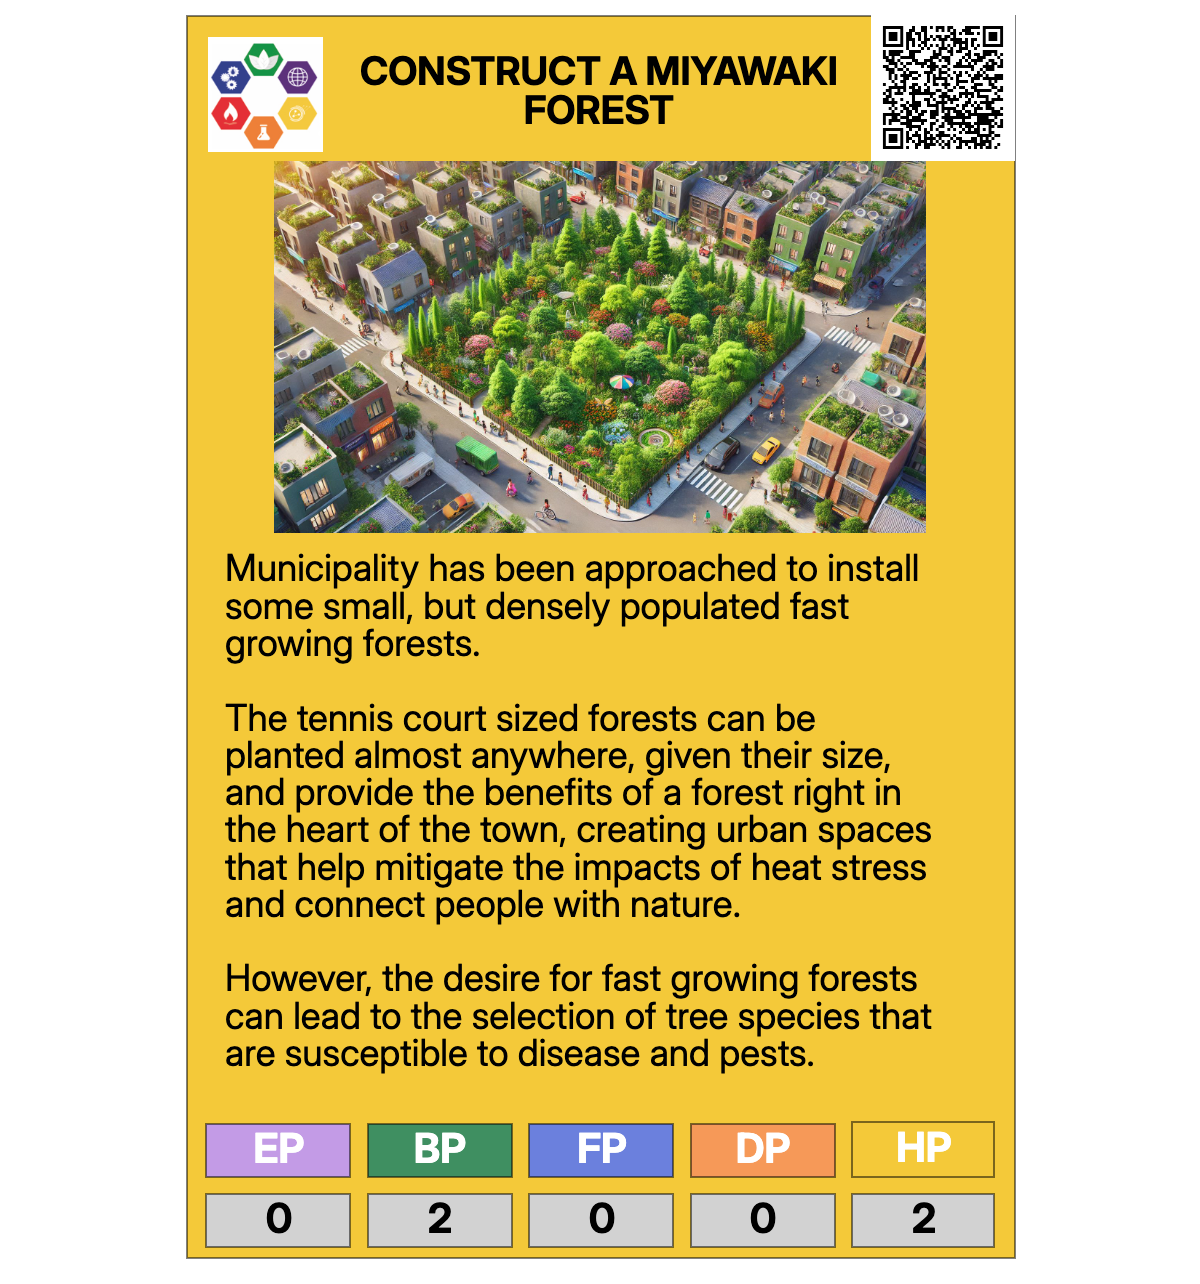 CONSTRUCT A MIYAWAKI
FOREST
Municipality has been approached to install
some small, but densely populated fast
growing forests.
The tennis court sized forests can be
planted almost anywhere, given their size,
and provide the benefits of a forest right in
the heart of the town, creating urban spaces
that help mitigate the impacts of heat stress
and connect people with nature.
However, the desire for fast growing forests
can lead to the selection of tree species that
are susceptible to disease and pests.
EP BP FP DP HP
0 2 0 0 2